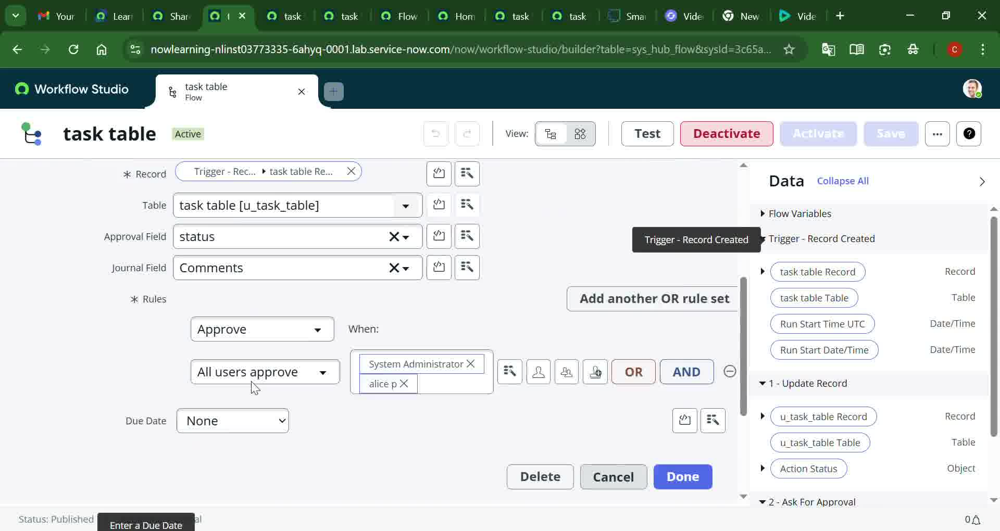 Your
Lear
Shar
t
task
task
Flow
Hom
task
task
Smar
Vide
New
Vide
nowlearning-nlinst03773335-6ahyq-0001.lab.service-now.com/now/workflow-studio/builder?table=sys_hub_flow&sysId=3c65a...
C
Workflow Studio
task table
Flow
task table
Active
View:
Test
Deactivate
Activate
Save
...
?
Record
Trigger - Rec... ▸ task table Re...
Table
task table [u_task_table]
Approval Field
status
Journal Field
Comments
Rules
Add another OR rule set
Approve
When:
All users approve
System Administrator
alice p
OR
AND
Due Date
None
Delete
Cancel
Done
Data
Collapse All
Flow Variables
Trigger - Record Created
Trigger - Record Created
task table Record
Record
task table Table
Table
Run Start Time UTC
Date/Time
Run Start Date/Time
Date/Time
1 - Update Record
u_task_table Record
Record
u_task_table Table
Table
Action Status
Object
2 - Ask For Approval
Status: Published
al
Enter a Due Date
0